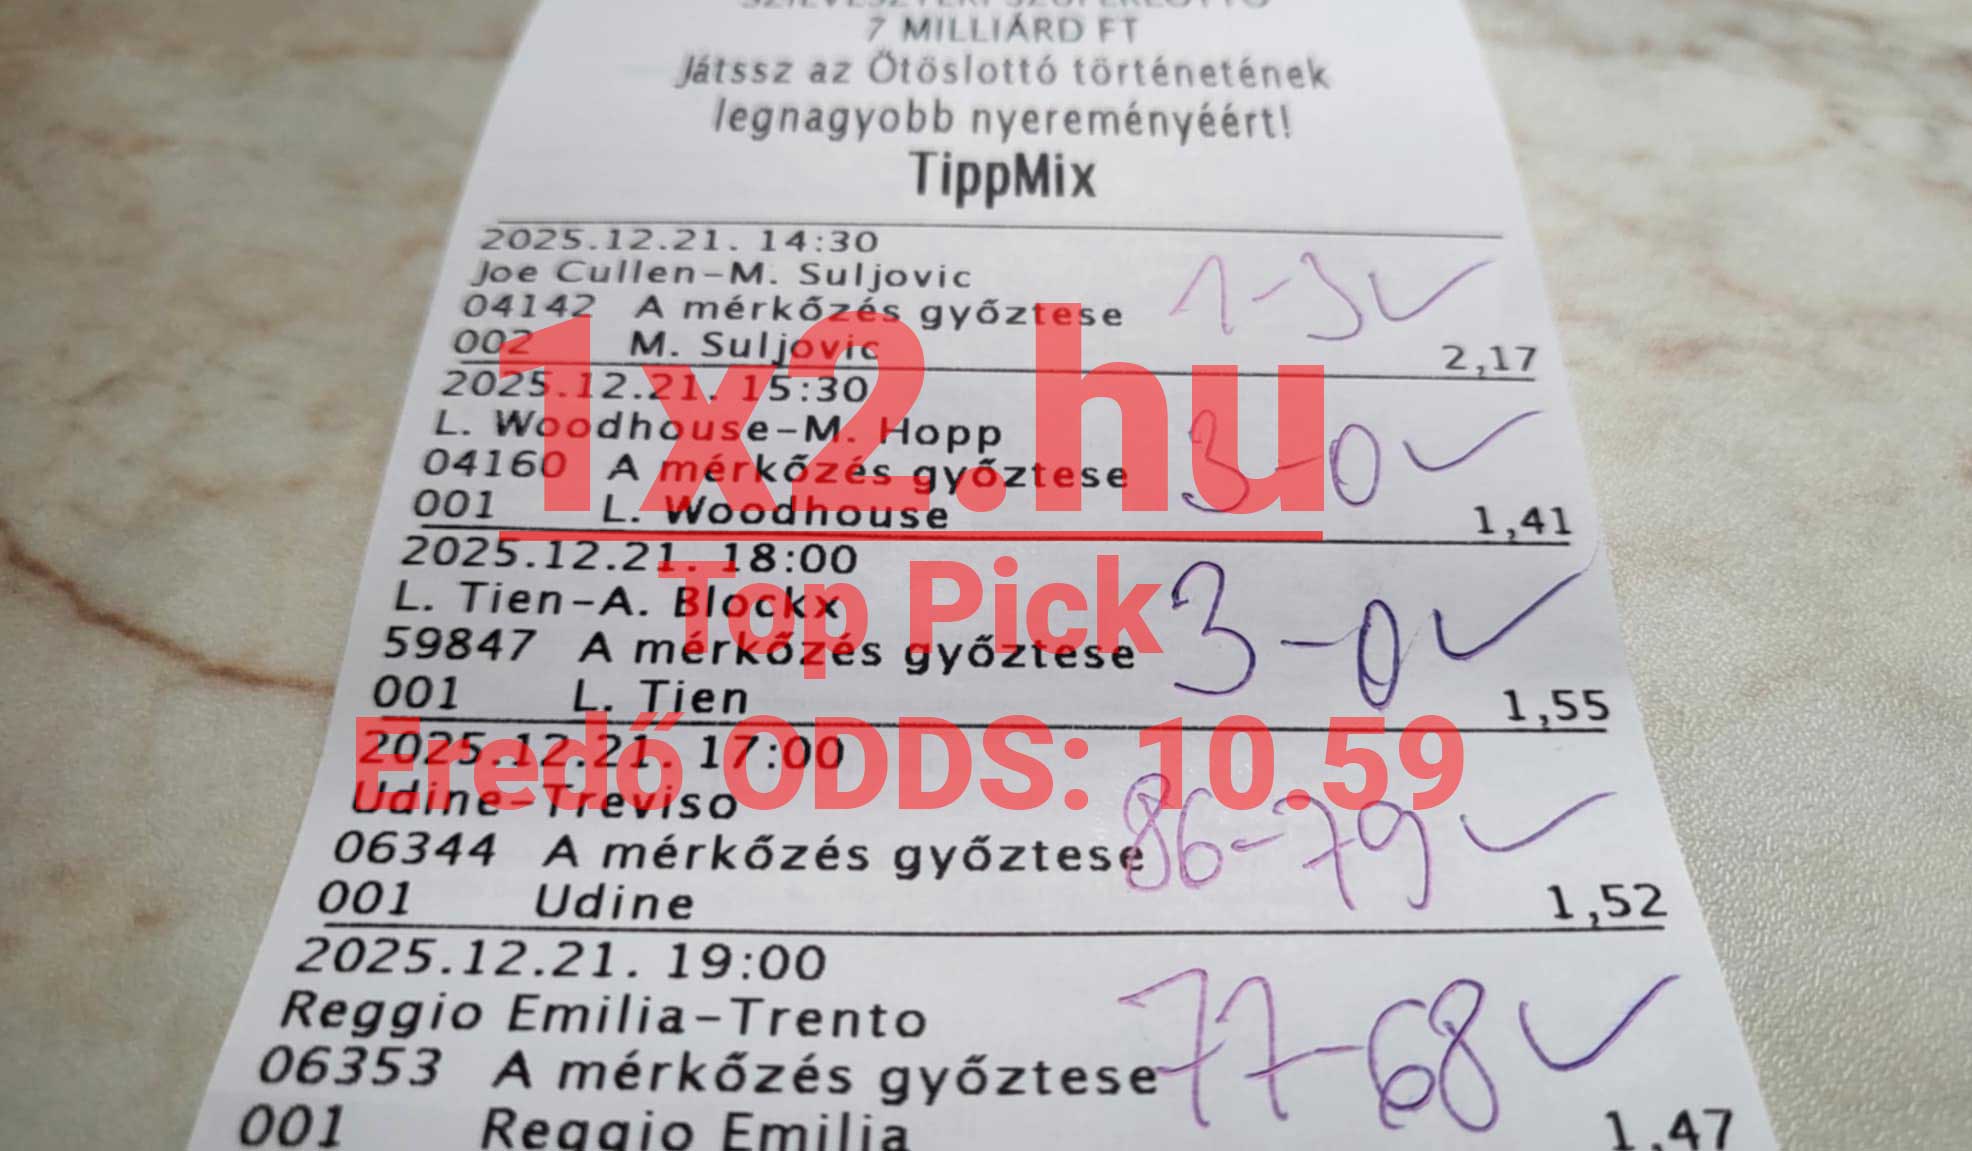 7 MILLIÁRD FT
Játssz az Ötöslottó történetének
legnagyobb nyereményéért!
TippMix
2025.12.21. 14:30
Joe Cullen-M. Suljovic
04142 A mérkőzés győztese
1-3
002 M. Suljovic 2,17
2025.12.21. 15:30
L. Woodhouse-M. Hopp
04160 A mérkőzés győztese
3-0
001 L. Woodhouse 1,41
1x2.hu
2025.12.21. 18:00
L. Tien-A. Blockx
Top Pick
59847 A mérkőzés győztese
3-0
001 L. Tien 1,55
2025.12.21. 17:00
Eredő ODDS: 10.59
Udine-Treviso
06344 A mérkőzés győztese
86-79
001 Udine 1,52
2025.12.21. 19:00
Reggio Emilia-Trento
06353 A mérkőzés győztese
77-68
001 Reggio Emilia 1,47